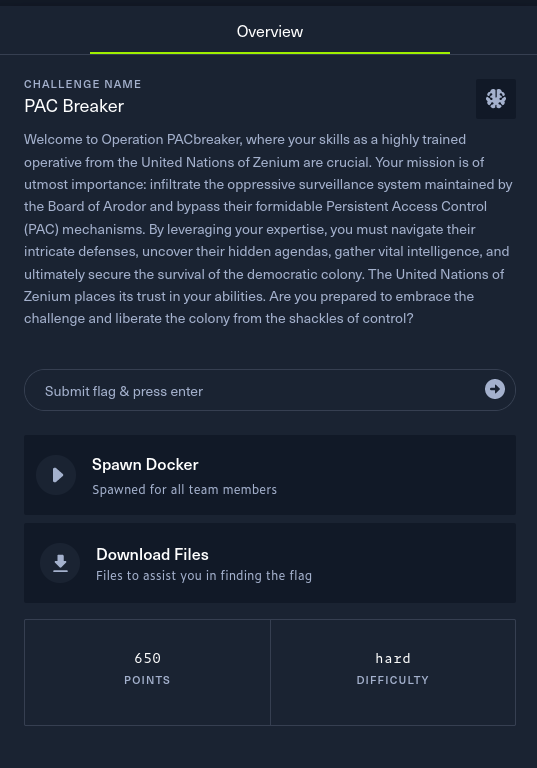 Overview
CHALLENGE NAME
PAC Breaker
Welcome to Operation PACbreaker, where your skills as a highly trained
operative from the United Nations of Zenium are crucial. Your mission is of
utmost importance: infiltrate the oppressive surveillance system maintained by
the Board of Arodor and bypass their formidable Persistent Access Control
(PAC) mechanisms. By leveraging your expertise, you must navigate their
intricate defenses, uncover their hidden agendas, gather vital intelligence, and
ultimately secure the survival of the democratic colony. The United Nations of
Zenium places its trust in your abilities. Are you prepared to embrace the
challenge and liberate the colony from the shackles of control?
Submit flag & press enter
Spawn Docker
Spawned for all team members
Download Files
Files to assist you in finding the flag
650
POINTS
hard
DIFFICULTY